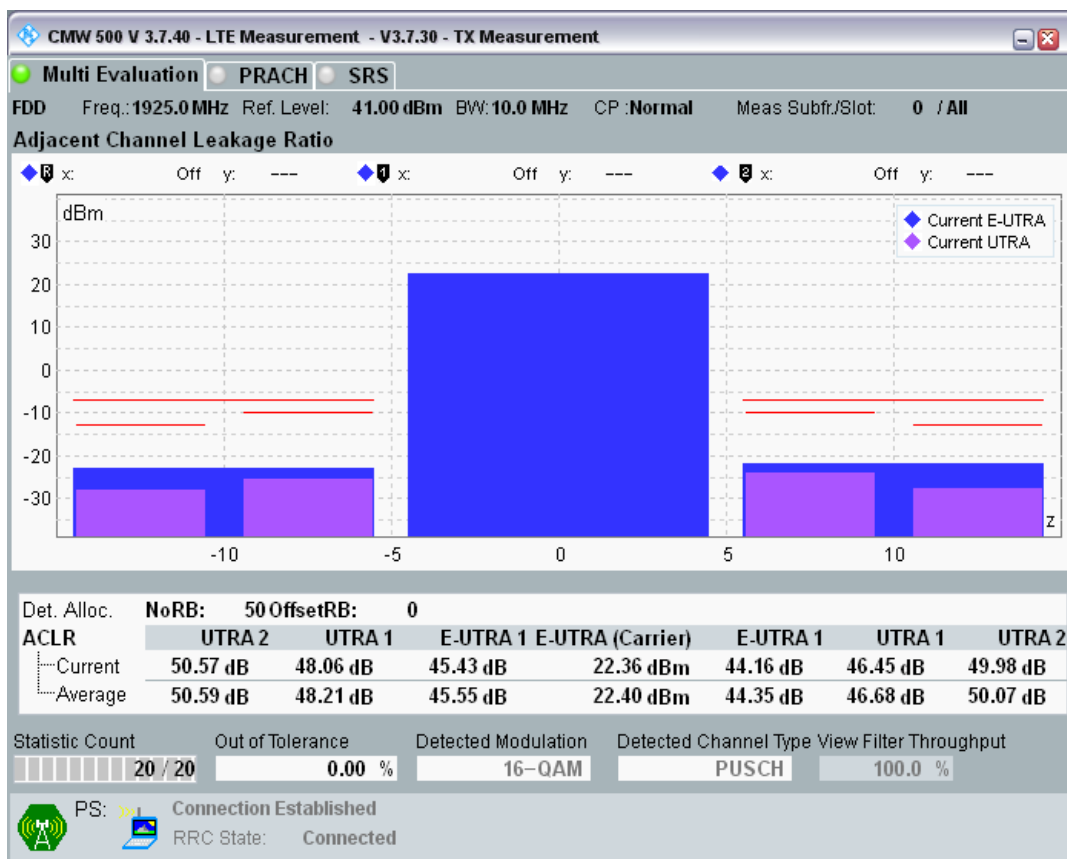 CMW 500 V 3.7.40 - LTE Measurement - V3.7.30 - TX Measurement
Multi Evaluation PRACH SRS
FDD Freq.: 1925.0 MHz Ref. Level: 41.00 dBm BW: 10.0 MHz CP :Normal Meas Subfr./Slot: 0 / All
Adjacent Channel Leakage Ratio
R x: Off y: --- 1 x: Off y: --- 2 x: Off y: ---
dBm
Current E-UTRA
Current UTRA
30
20
10
0
-10
-20
-30
z
-10 -5 0 5 10
Det. Alloc. NoRB: 50 OffsetRB: 0
ACLR UTRA 2 UTRA 1 E-UTRA 1 E-UTRA (Carrier) E-UTRA 1 UTRA 1 UTRA 2
Current 50.57 dB 48.06 dB 45.43 dB 22.36 dBm 44.16 dB 46.45 dB 49.98 dB
Average 50.59 dB 48.21 dB 45.55 dB 22.40 dBm 44.35 dB 46.68 dB 50.07 dB
Statistic Count Out of Tolerance Detected Modulation Detected Channel Type View Filter Throughput
20 / 20 0.00 % 16-QAM PUSCH 100.0 %
PS: Connection Established
RRC State: Connected